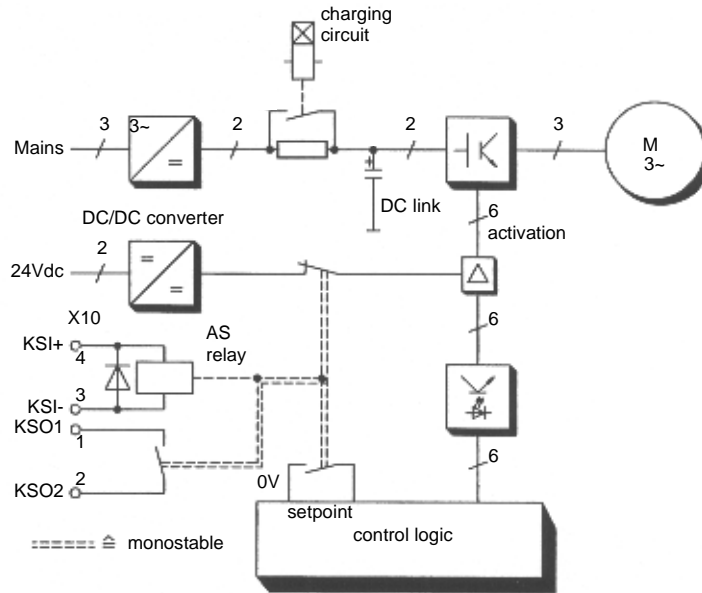 charging
circuit
Mains
3
3~
=
2
+
DC link
2
3
M
3~
6
activation
DC/DC converter
24Vdc
2
=
=
6
X10
KSI+
4
AS
relay
KSI-
3
KSO1
1
2
KSO2
0V
setpoint
6
control logic
≙ monostable